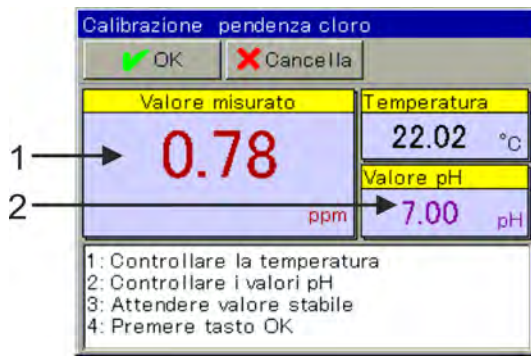 Calibrazione pendenza cloro
OK
Cancella
Valore misurato
Temperatura
1
0.78
22.02 °C
Valore pH
2
ppm
7.00 pH
1: Controllare la temperatura
2: Controllare i valori pH
3: Attendere valore stabile
4: Premere tasto OK